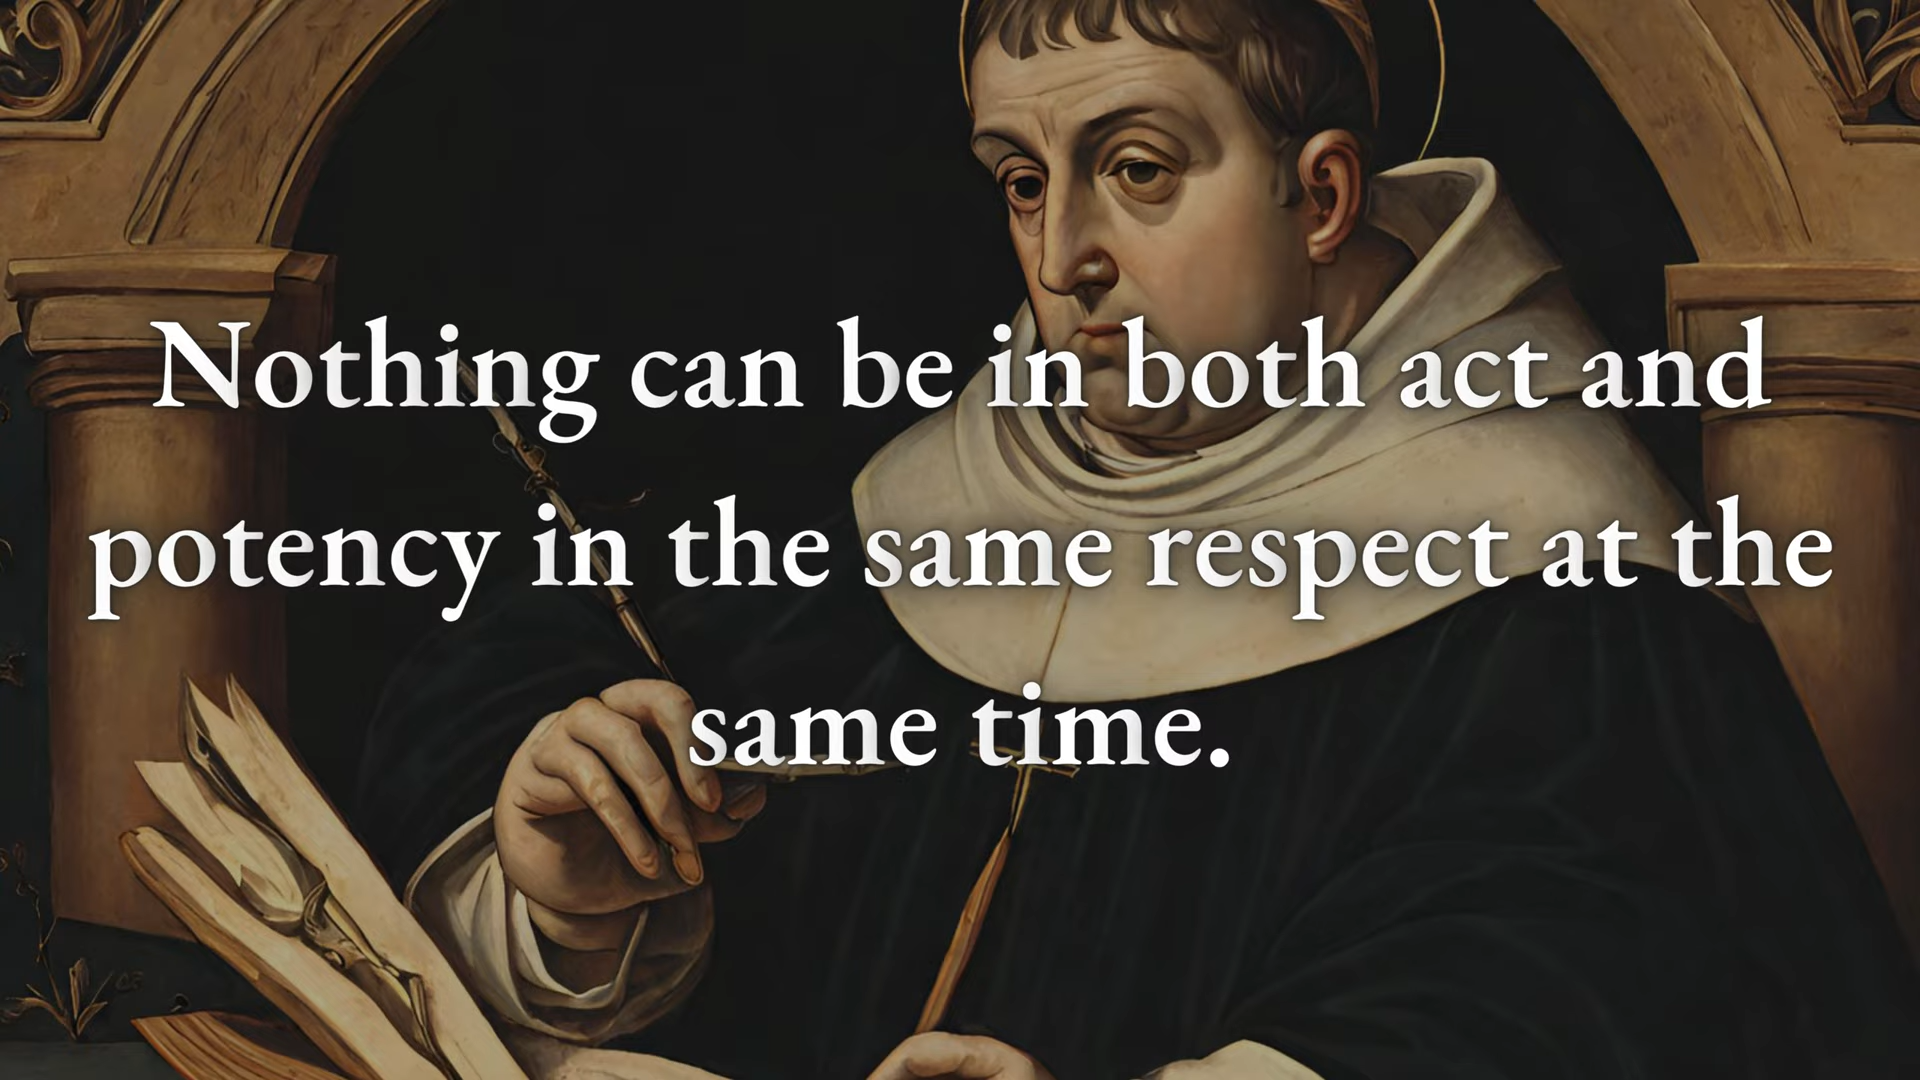 Nothing can be in both act and
potency in the same respect at the
same time.